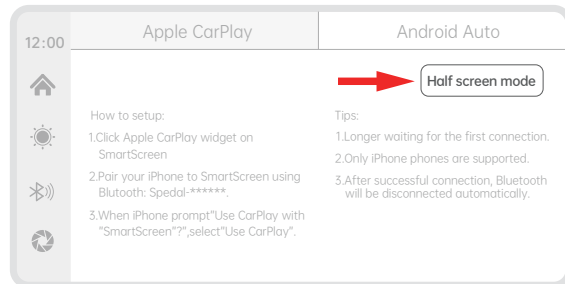 12:00
Apple CarPlay
Android Auto
Half screen mode
How to setup:
1.Click Apple CarPlay widget on
SmartScreen
2.Pair your iPhone to SmartScreen using
Blutooth: Spedal-******.
3.When iPhone prompt"Use CarPlay with
"SmartScreen"?",select"Use CarPlay".
Tips:
1.Longer waiting for the first connection.
2.Only iPhone phones are supported.
3.After successful connection, Bluetooth
will be disconnected automatically.